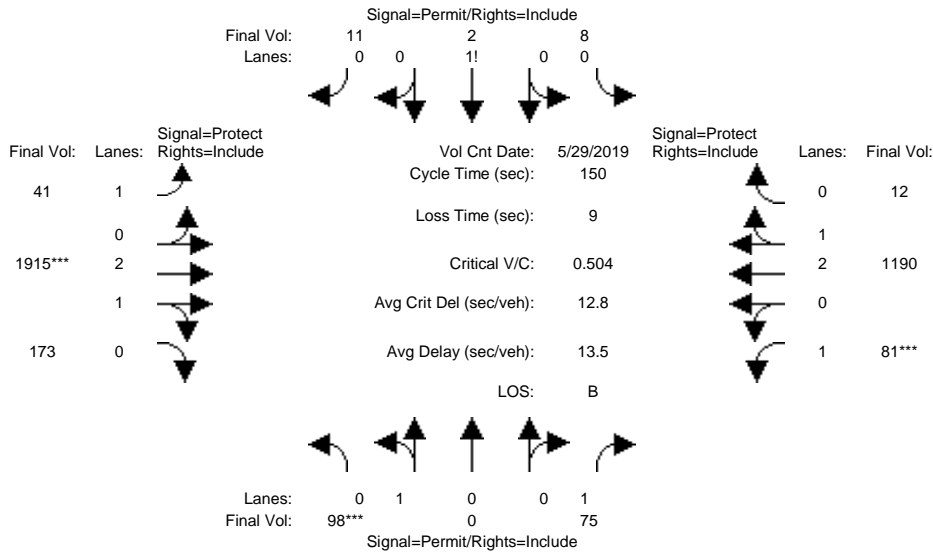 Signal=Permit/Rights=Include
Final Vol: 11 2 8
Lanes: 0 0 1! 0 0
Signal=Protect Signal=Protect
Final Vol: Lanes: Rights=Include Vol Cnt Date: 5/29/2019 Rights=Include Lanes: Final Vol:
Cycle Time (sec): 150
41 1 0 12
Loss Time (sec): 9
0 1
1915*** 2 Critical V/C: 0.504 2 1190
1 Avg Crit Del (sec/veh): 12.8 0
173 0 Avg Delay (sec/veh): 13.5 1 81***
LOS: B
Lanes: 0 1 0 0 1
Final Vol: 98*** 0 75
Signal=Permit/Rights=Include